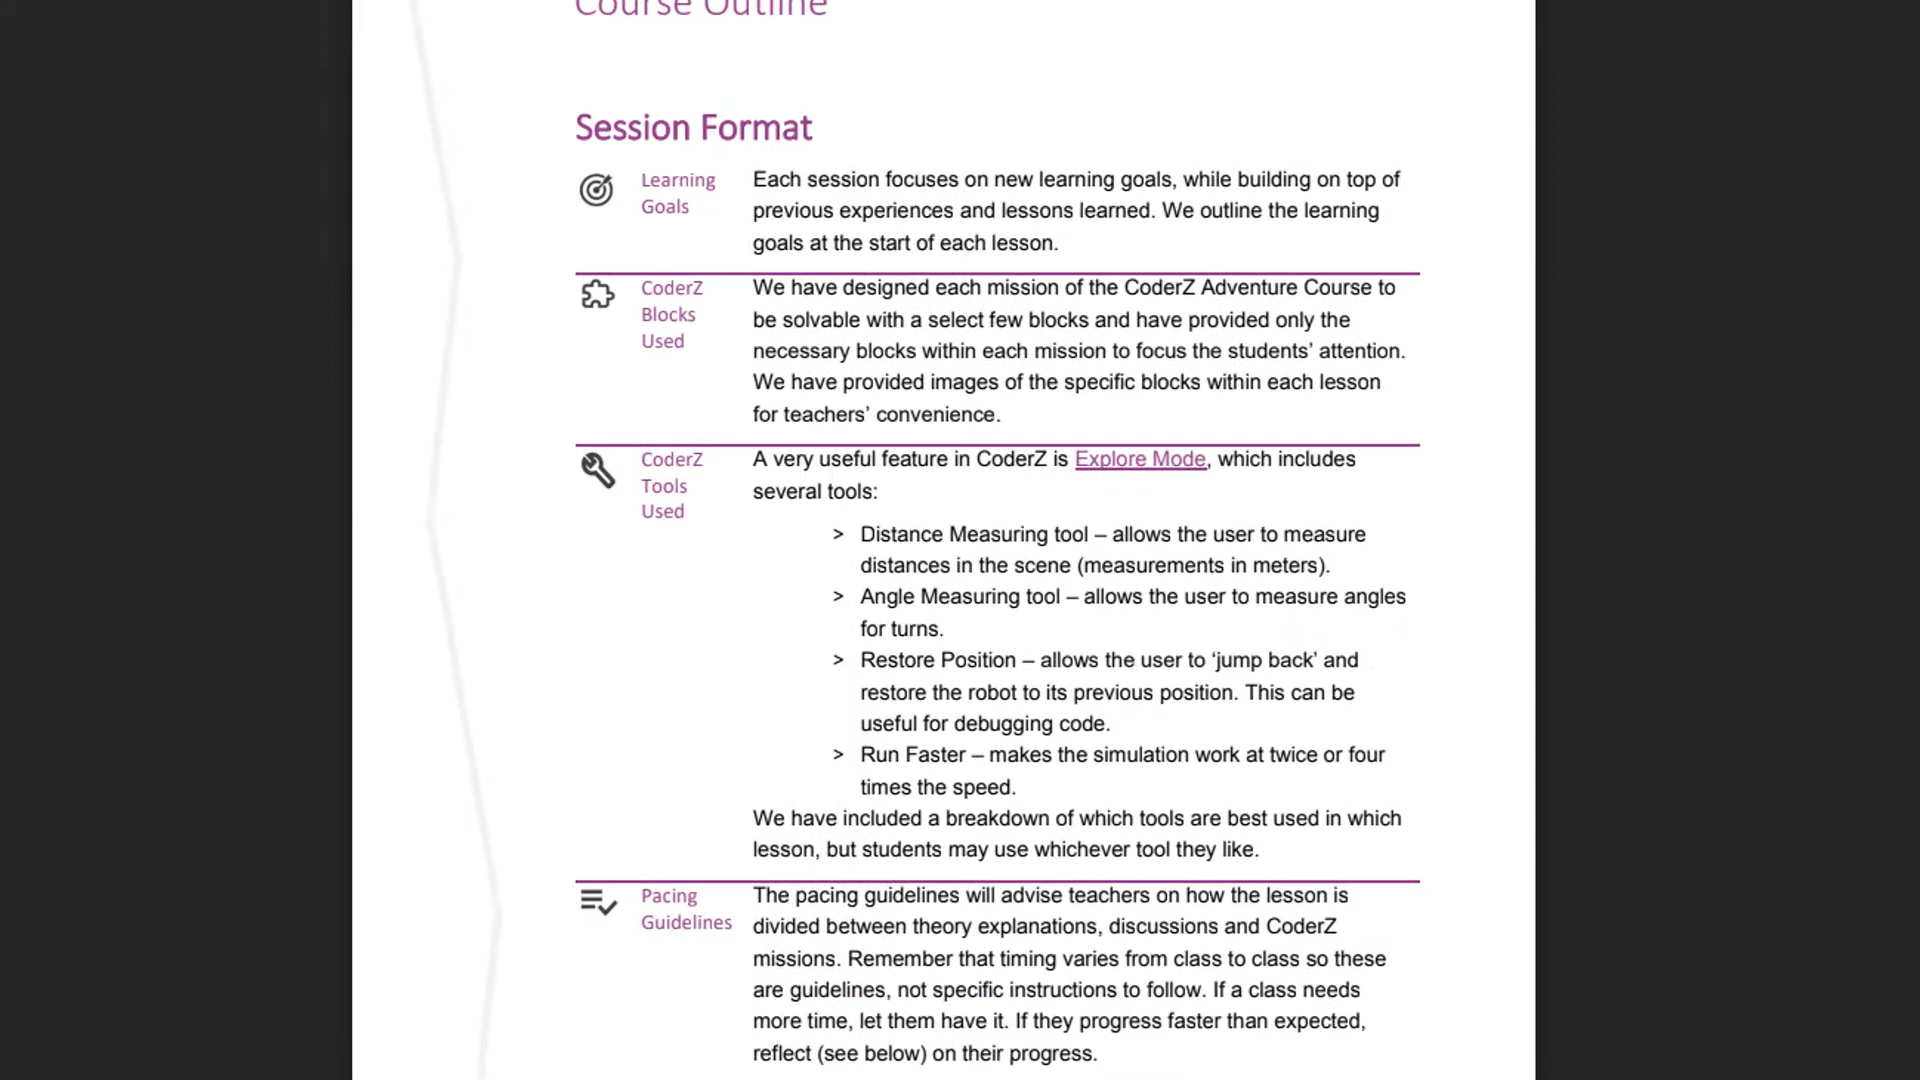 Course Outline
Session Format
Learning
Goals
Each session focuses on new learning goals, while building on top of
previous experiences and lessons learned. We outline the learning
goals at the start of each lesson.
CoderZ
Blocks
Used
We have designed each mission of the CoderZ Adventure Course to
be solvable with a select few blocks and have provided only the
necessary blocks within each mission to focus the students’ attention.
We have provided images of the specific blocks within each lesson
for teachers’ convenience.
CoderZ
Tools
Used
A very useful feature in CoderZ is Explore Mode, which includes
several tools:
> Distance Measuring tool – allows the user to measure
distances in the scene (measurements in meters).
> Angle Measuring tool – allows the user to measure angles
for turns.
> Restore Position – allows the user to ‘jump back’ and
restore the robot to its previous position. This can be
useful for debugging code.
> Run Faster – makes the simulation work at twice or four
times the speed.
We have included a breakdown of which tools are best used in which
lesson, but students may use whichever tool they like.
Pacing
Guidelines
The pacing guidelines will advise teachers on how the lesson is
divided between theory explanations, discussions and CoderZ
missions. Remember that timing varies from class to class so these
are guidelines, not specific instructions to follow. If a class needs
more time, let them have it. If they progress faster than expected,
reflect (see below) on their progress.